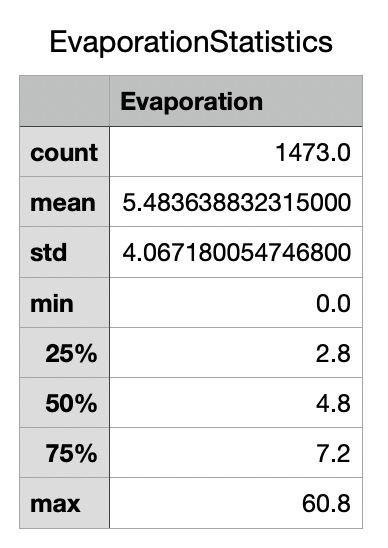 EvaporationStatistics
Evaporation
count 1473.0
mean 5.483638832315000
std 4.067180054746800
min 0.0
25% 2.8
50% 4.8
75% 7.2
max 60.8